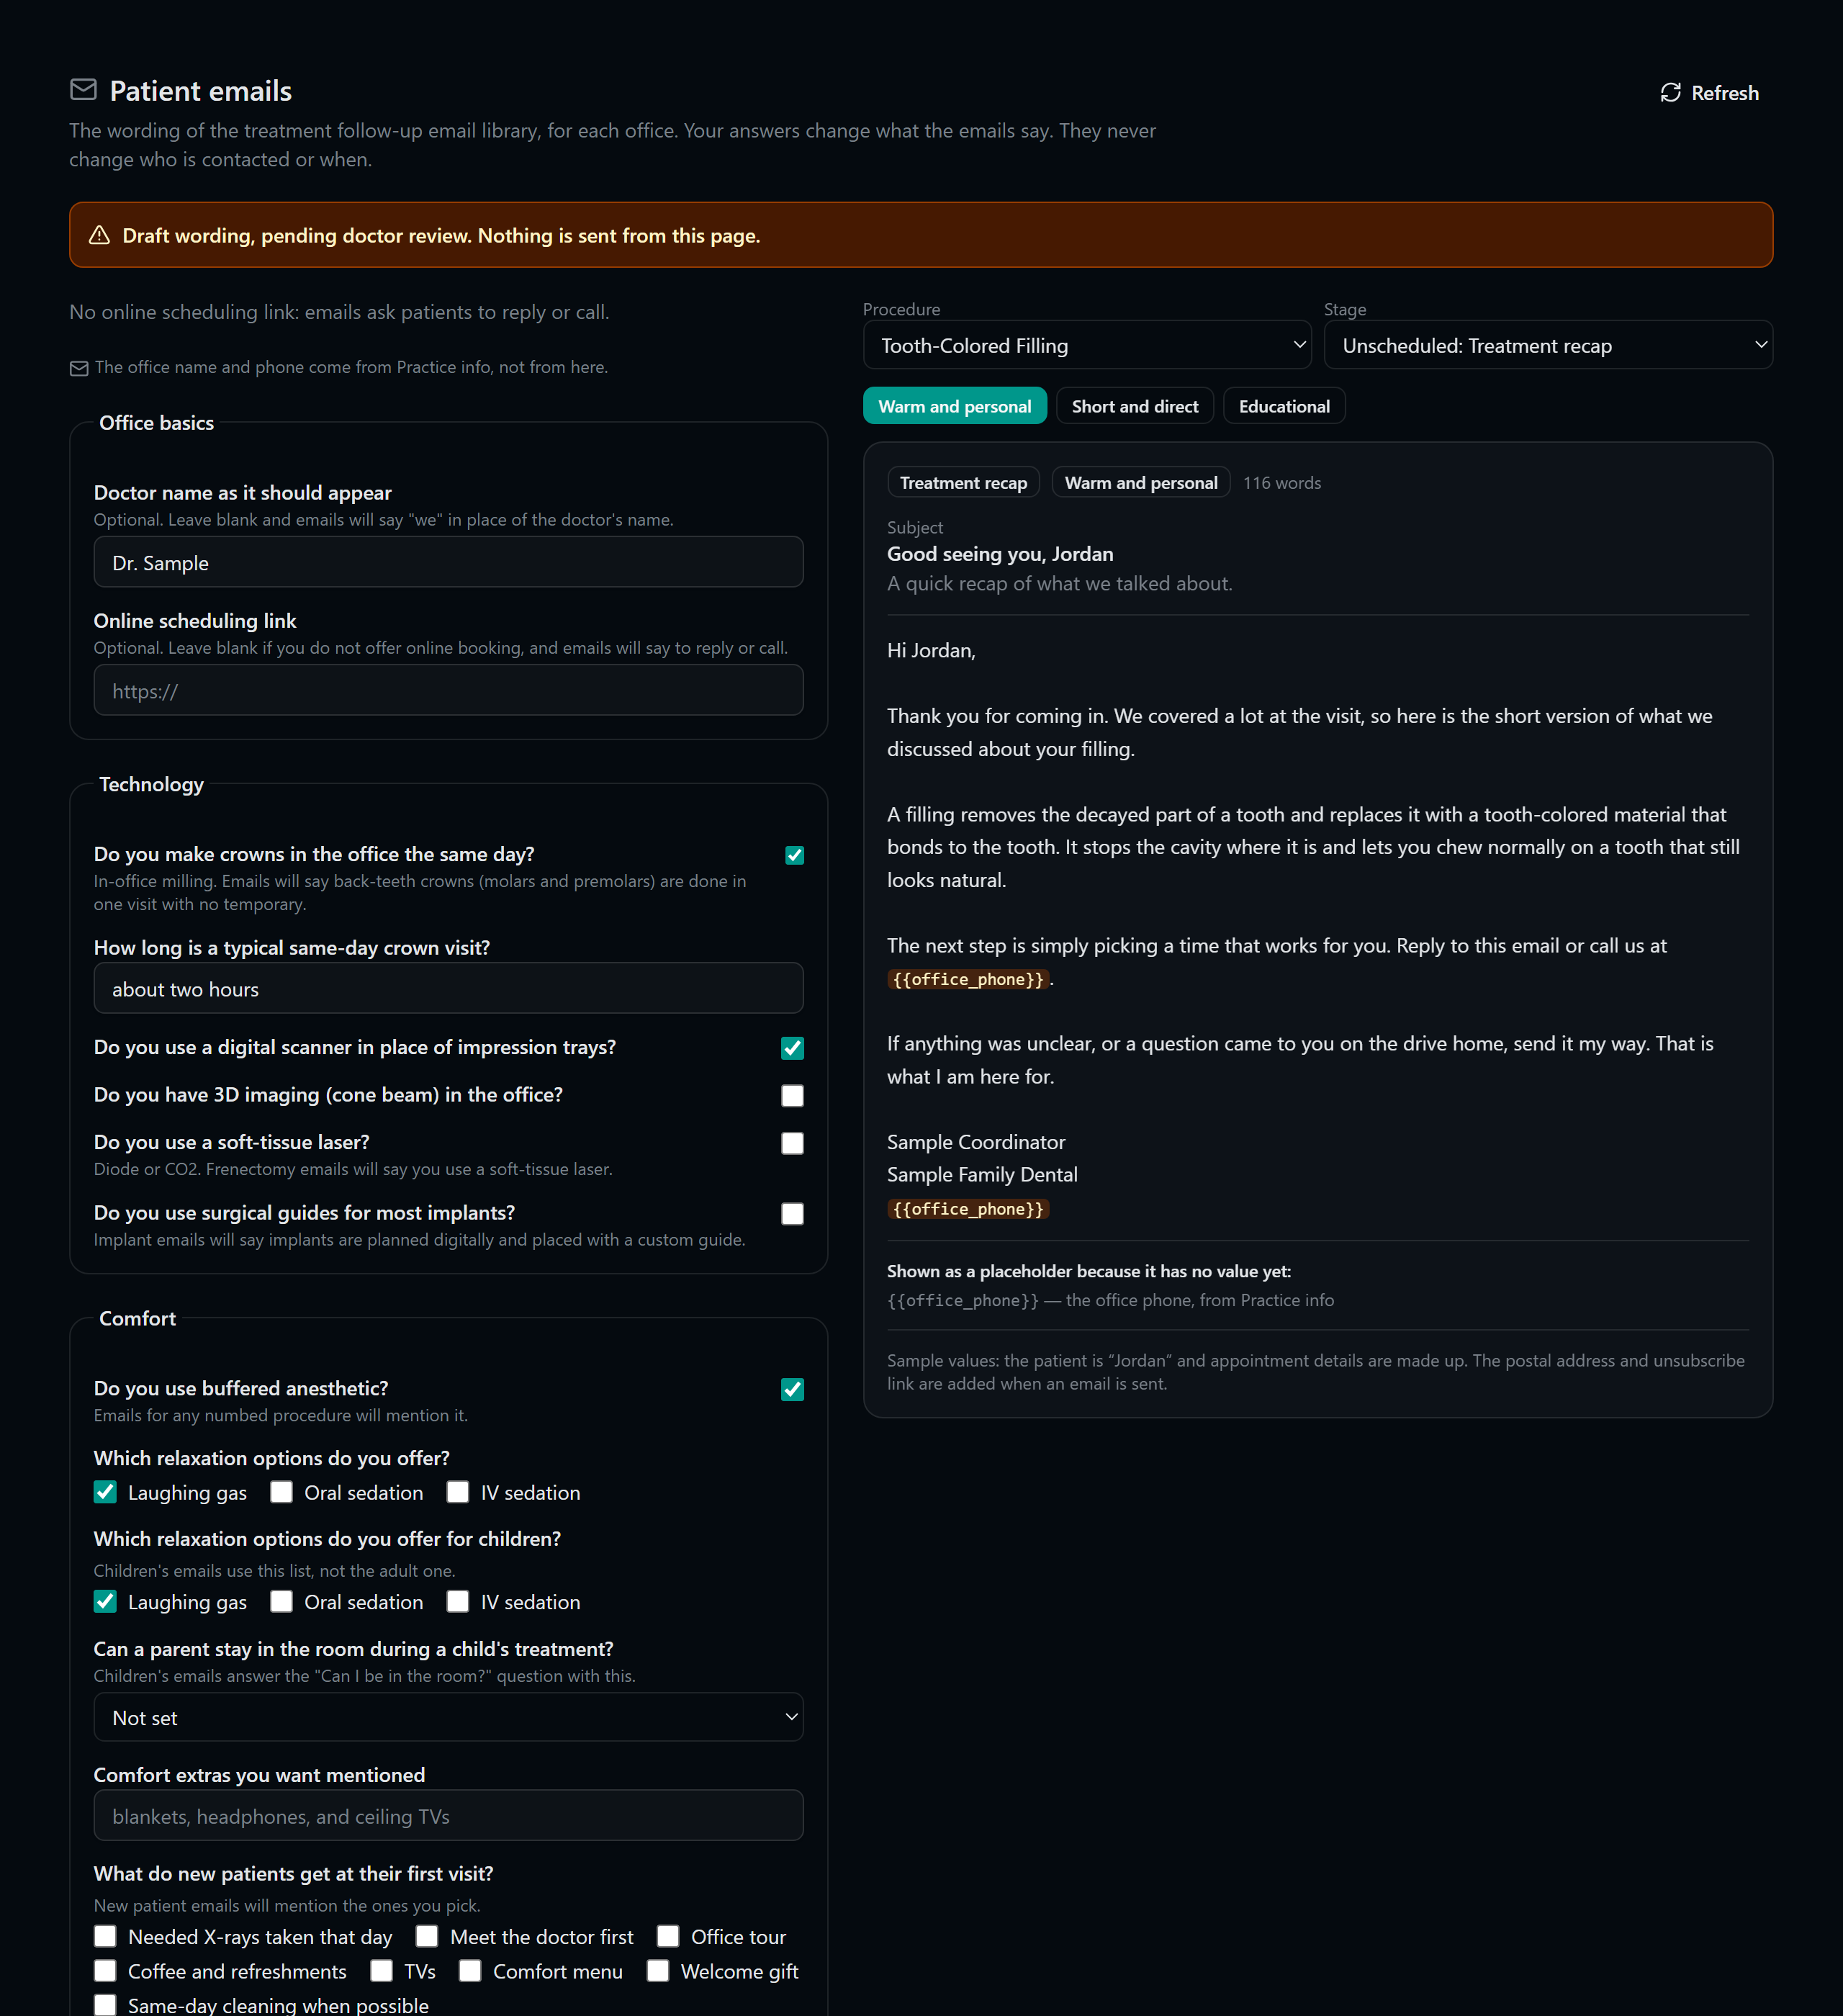 Patient emails
Refresh
The wording of the treatment follow-up email library, for each office. Your answers change what the emails say. They never
change who is contacted or when.
Draft wording, pending doctor review. Nothing is sent from this page.
No online scheduling link: emails ask patients to reply or call.
The office name and phone come from Practice info, not from here.
Office basics
Doctor name as it should appear
Optional. Leave blank and emails will say "we" in place of the doctor's name.
Dr. Sample
Online scheduling link
Optional. Leave blank if you do not offer online booking, and emails will say to reply or call.
https://
Technology
Do you make crowns in the office the same day?
In-office milling. Emails will say back-teeth crowns (molars and premolars) are done in
one visit with no temporary.
How long is a typical same-day crown visit?
about two hours
Do you use a digital scanner in place of impression trays?
Do you have 3D imaging (cone beam) in the office?
Do you use a soft-tissue laser?
Diode or CO2. Frenectomy emails will say you use a soft-tissue laser.
Do you use surgical guides for most implants?
Implant emails will say implants are planned digitally and placed with a custom guide.
Comfort
Do you use buffered anesthetic?
Emails for any numbed procedure will mention it.
Which relaxation options do you offer?
Laughing gas Oral sedation IV sedation
Which relaxation options do you offer for children?
Children's emails use this list, not the adult one.
Laughing gas Oral sedation IV sedation
Can a parent stay in the room during a child's treatment?
Children's emails answer the "Can I be in the room?" question with this.
Not set
Comfort extras you want mentioned
blankets, headphones, and ceiling TVs
What do new patients get at their first visit?
New patient emails will mention the ones you pick.
Needed X-rays taken that day Meet the doctor first Office tour
Coffee and refreshments TVs Comfort menu Welcome gift
Same-day cleaning when possible
Procedure
Tooth-Colored Filling
Stage
Unscheduled: Treatment recap
Warm and personal Short and direct Educational
Treatment recap Warm and personal 116 words
Subject
Good seeing you, Jordan
A quick recap of what we talked about.
Hi Jordan,
Thank you for coming in. We covered a lot at the visit, so here is the short version of what we
discussed about your filling.
A filling removes the decayed part of a tooth and replaces it with a tooth-colored material that
bonds to the tooth. It stops the cavity where it is and lets you chew normally on a tooth that still
looks natural.
The next step is simply picking a time that works for you. Reply to this email or call us at
{{office_phone}}.
If anything was unclear, or a question came to you on the drive home, send it my way. That is
what I am here for.
Sample Coordinator
Sample Family Dental
{{office_phone}}
Shown as a placeholder because it has no value yet:
{{office_phone}} — the office phone, from Practice info
Sample values: the patient is “Jordan” and appointment details are made up. The postal address and unsubscribe
link are added when an email is sent.